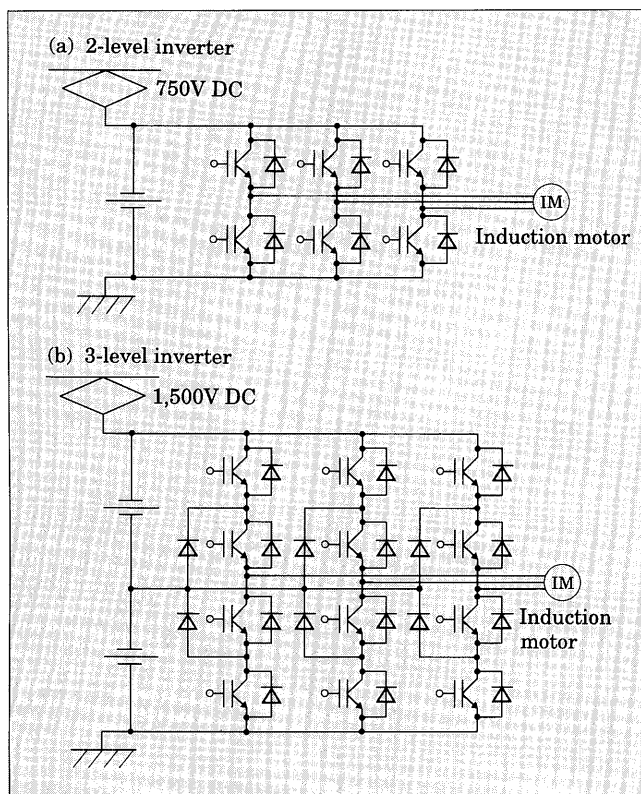 (a) 2-level inverter
750V DC
IM
Induction motor
(b) 3-level inverter
1,500V DC
IM
Induction
motor